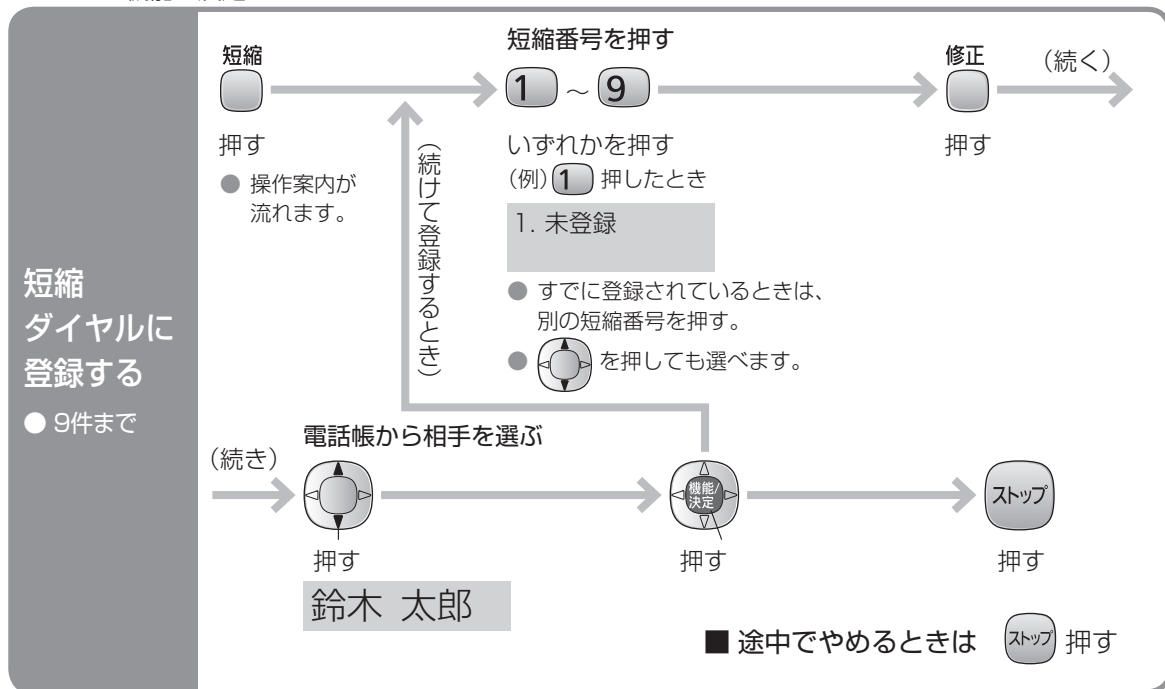 短縮
ダイヤルに
登録する
● 9件まで
短縮
押す
● 操作案内が
流れます。
(続けて登録するとき)
短縮番号を押す
1 ~ 9
いずれかを押す
(例) 1 押したとき
1. 未登録
● すでに登録されているときは、
別の短縮番号を押す。
● を押しても選べます。
修正
押す
(続く)
(続き)
電話帳から相手を選ぶ
押す
鈴木 太郎
機能/
決定
押す
ストップ
押す
■ 途中でやめるときは ストップ 押す